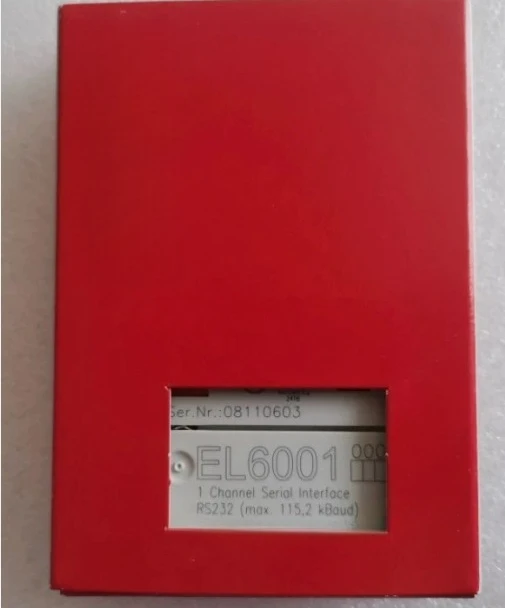 Ser.Nr.:08110603
EL6001
1 Channel Serial Interface
RS232 (max. 115,2 kBaud)